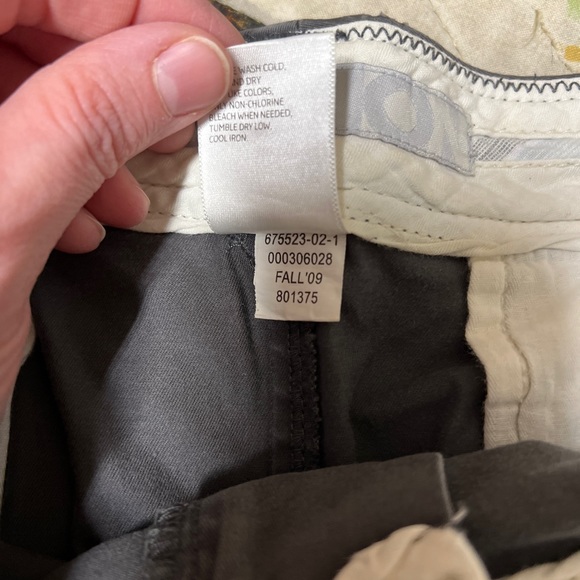 WASH COLD,
DRY
COLORS,
NON-CHLORINE
BLEACH WHEN NEEDED,
TUMBLE DRY LOW,
COOL IRON.
675523-02-1
000306028
FALL'09
801375